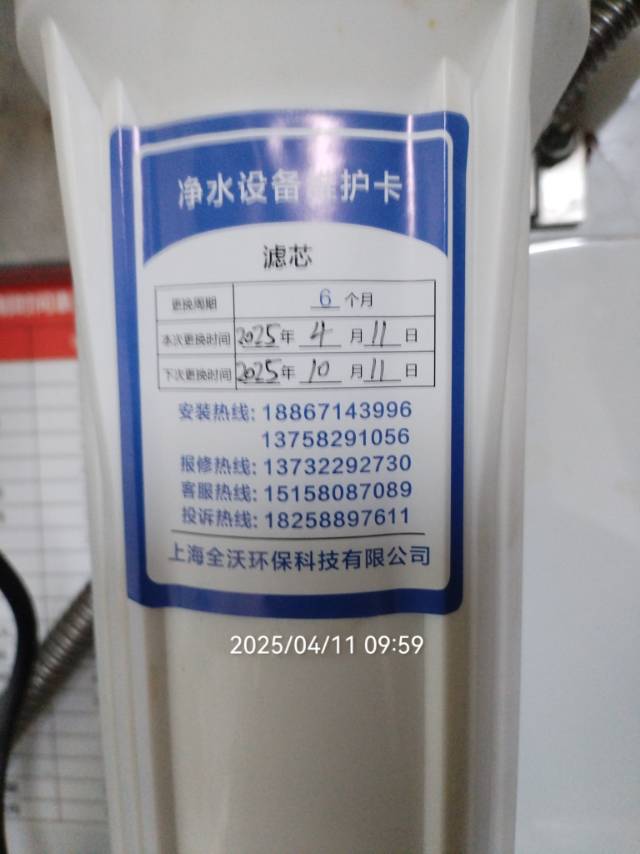 净水设备维护卡
滤芯
更换周期 6 个月
本次更换时间 2025年 4 月 11 日
下次更换时间 2025年 10 月 11 日
安装热线: 18867143996
13758291056
报修热线: 13732292730
客服热线: 15158087089
投诉热线: 18258897611
上海全沃环保科技有限公司
2025/04/11 09:59